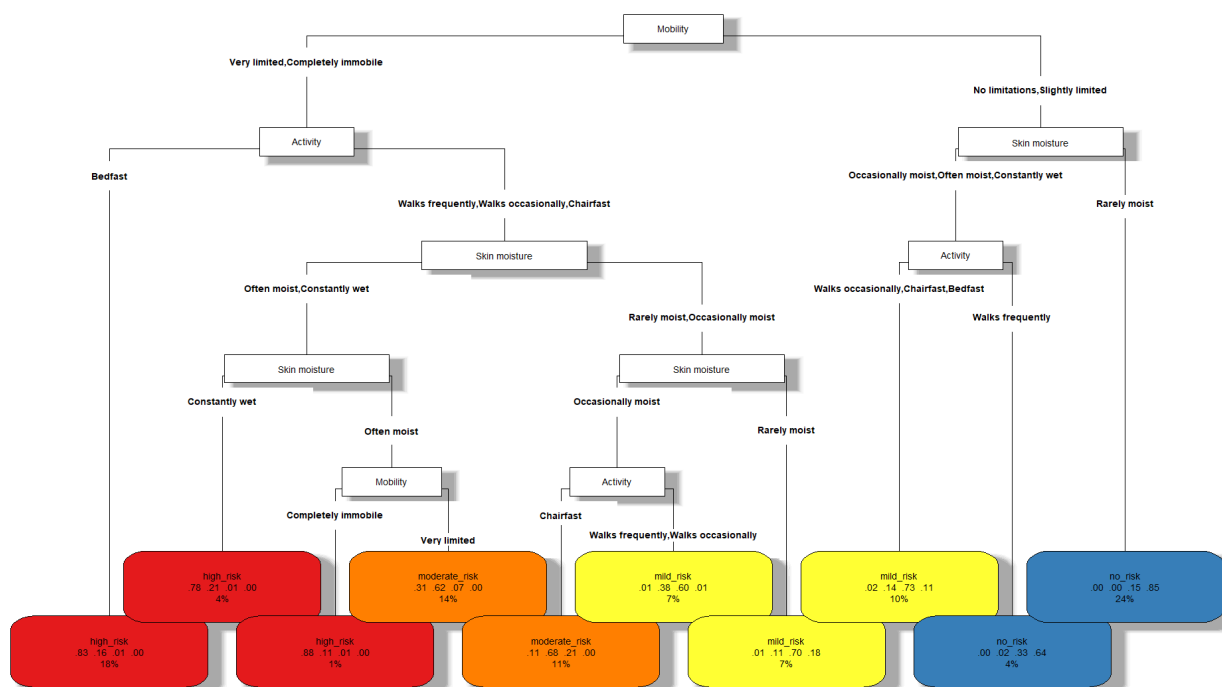 Mobility
Very limited,Completely immobile
No limitations,Slightly limited
Activity
Skin moisture
Bedfast
Occasionally moist,Often moist,Constantly wet
Rarely moist
Walks frequently,Walks occasionally,Chairfast
Skin moisture
Activity
Often moist,Constantly wet
Walks occasionally,Chairfast,Bedfast
Rarely moist,Occasionally moist
Walks frequently
Skin moisture
Skin moisture
Constantly wet
Occasionally moist
Often moist
Rarely moist
Mobility
Activity
Completely immobile
Chairfast
Very limited
Walks frequently,Walks occasionally
high_risk
.78 .21 .01 .00
4%
moderate_risk
.31 .62 .07 .00
14%
mild_risk
.01 .38 .60 .01
7%
mild_risk
.02 .14 .73 .11
10%
no_risk
.00 .00 .15 .85
24%
high_risk
.83 .16 .01 .00
18%
high_risk
.88 .11 .01 .00
1%
moderate_risk
.11 .68 .21 .00
11%
mild_risk
.01 .11 .70 .18
7%
no_risk
.00 .02 .33 .64
4%